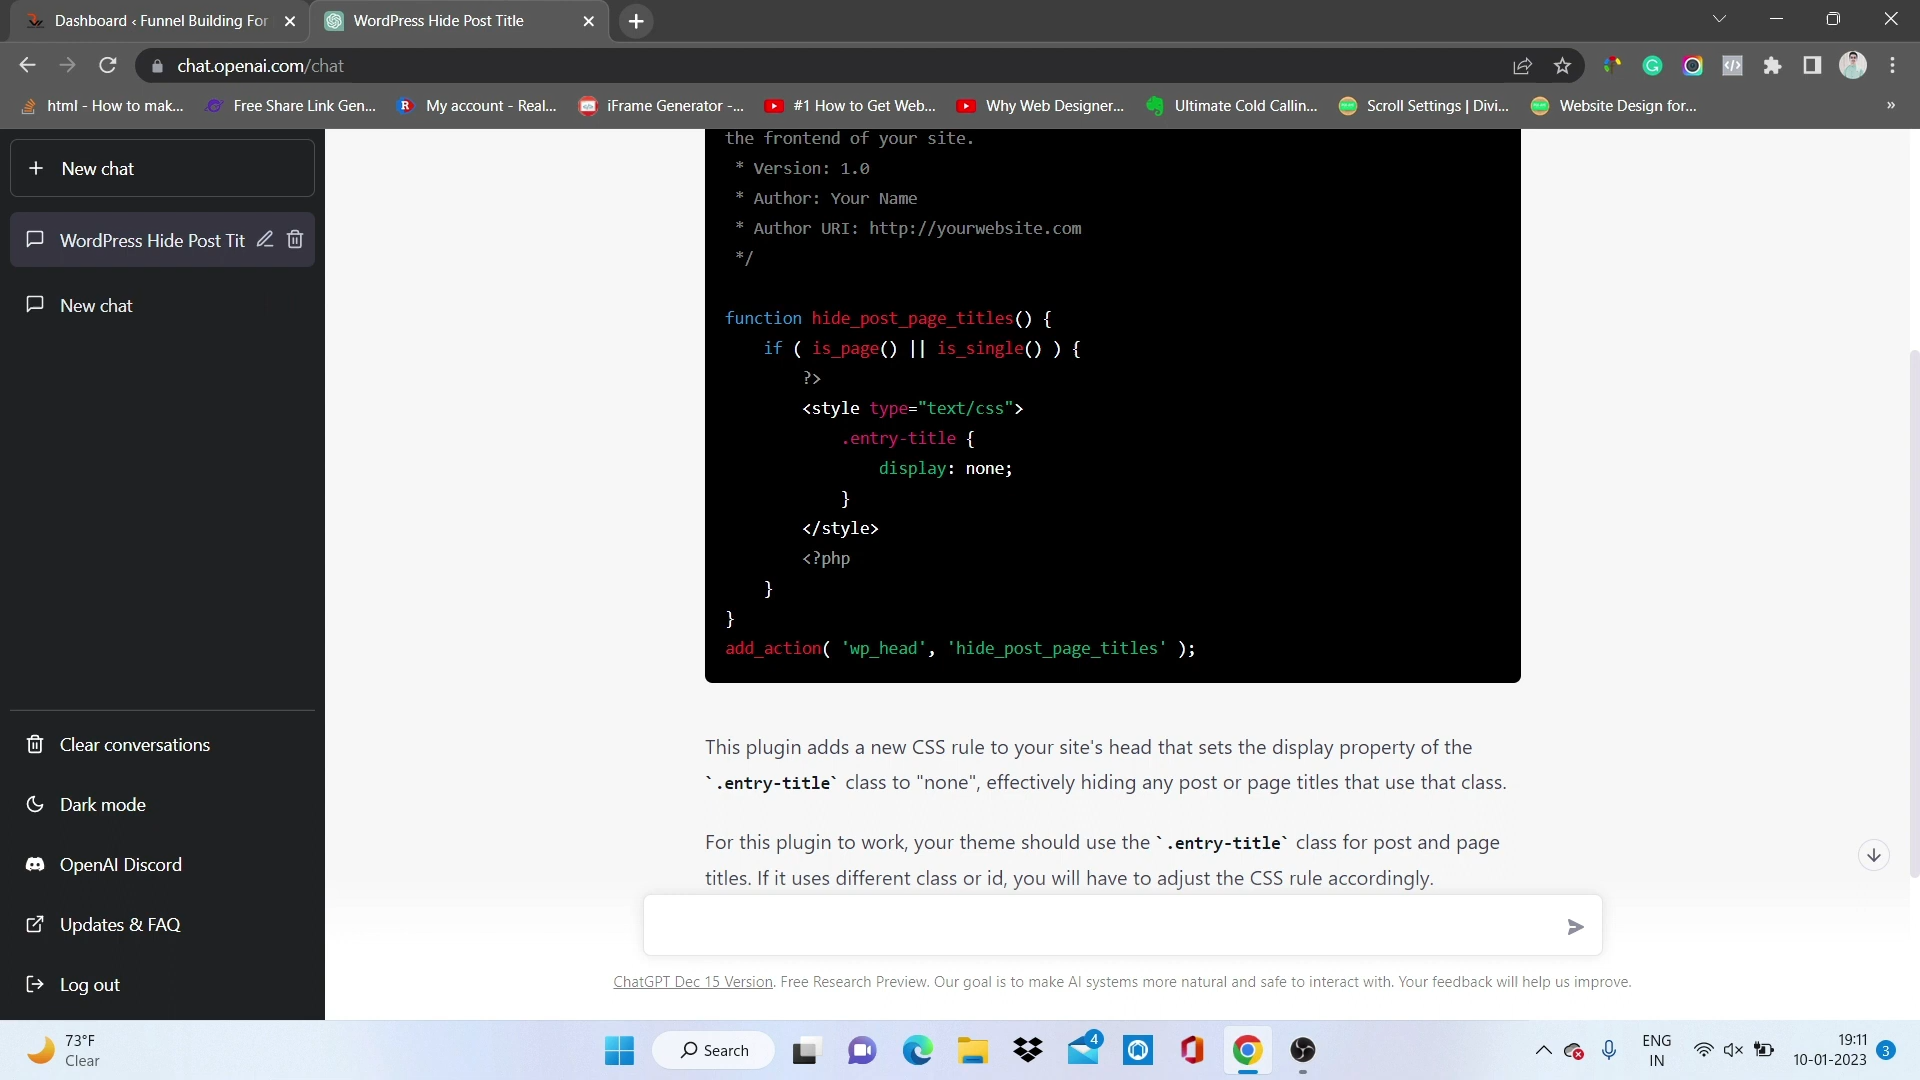 Dashboard ‹ Funnel Building For
WordPress Hide Post Title
chat.openai.com/chat
html - How to mak...
Free Share Link Gen...
My account - Real...
iFrame Generator -...
#1 How to Get Web...
Why Web Designer...
Ultimate Cold Callin...
Scroll Settings | Divi...
Website Design for...
»
New chat
WordPress Hide Post Tit
New chat
the frontend of your site.
* Version: 1.0
* Author: Your Name
* Author URI: http://yourwebsite.com
*/
function hide_post_page_titles() {
if ( is_page() || is_single() ) {
?>
<style type="text/css">
.entry-title {
display: none;
}
</style>
<?php
}
}
add_action( 'wp_head', 'hide_post_page_titles' );
This plugin adds a new CSS rule to your site's head that sets the display property of the
`.entry-title` class to "none", effectively hiding any post or page titles that use that class.
For this plugin to work, your theme should use the `.entry-title` class for post and page
titles. If it uses different class or id, you will have to adjust the CSS rule accordingly.
Clear conversations
Dark mode
OpenAI Discord
Updates & FAQ
Log out
ChatGPT Dec 15 Version. Free Research Preview. Our goal is to make AI systems more natural and safe to interact with. Your feedback will help us improve.
73°F
Clear
Search
4
ENG
IN
19:11
10-01-2023
3